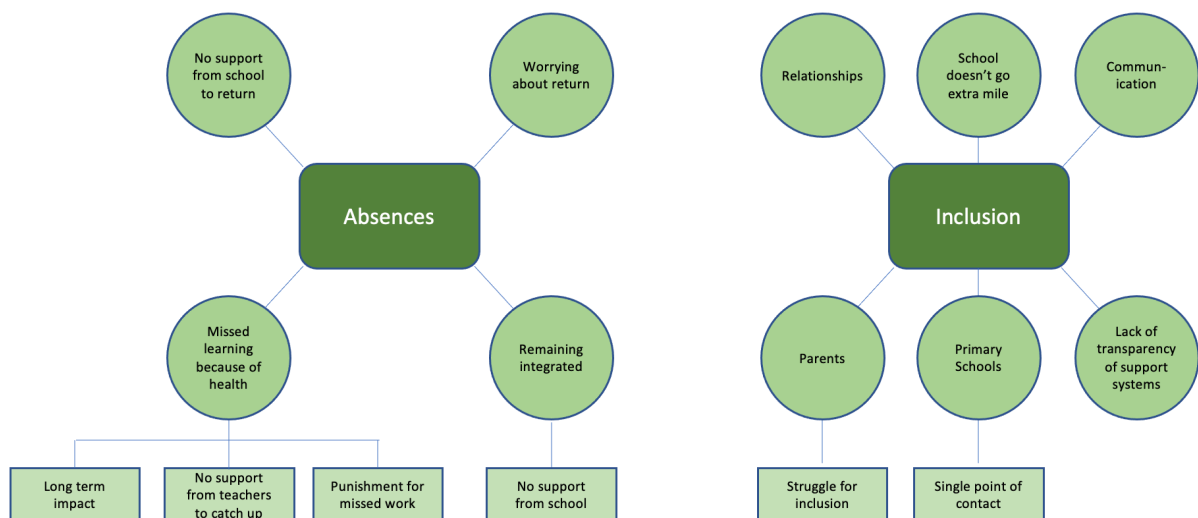 No support
from school
to return
Worrying
about return
Relationships
School
doesn't go
extra mile
Commun-
ication
Absences
Inclusion
Missed
learning
because of
health
Remaining
integrated
Parents
Primary
Schools
Lack of
transparency
of support
systems
Long term
impact
No support
from teachers
to catch up
Punishment for
missed work
No support
from school
Struggle for
inclusion
Single point of
contact